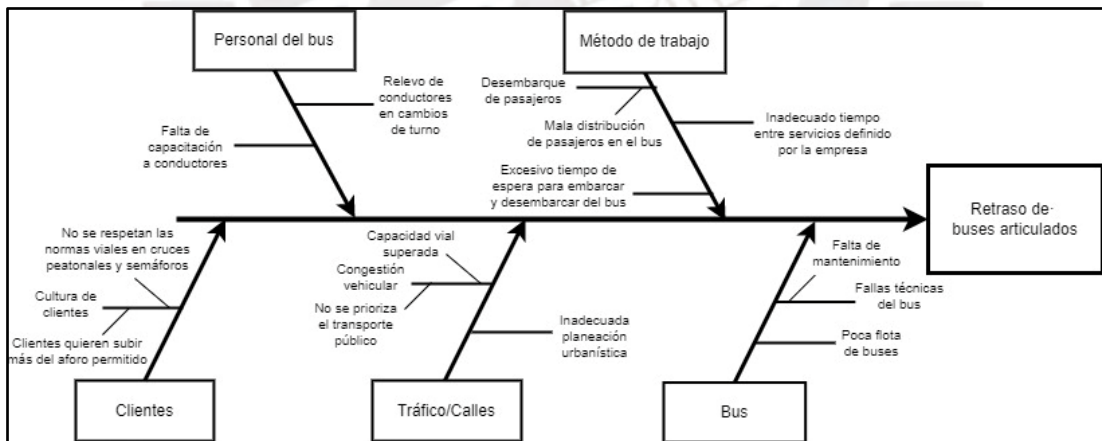 Personal del bus
Método de trabajo
Relevo de
conductores
en cambios
de turno
Falta de
capacitación
a conductores
Desembarque
de pasajeros
Mala distribución
de pasajeros en el bus
Inadecuado tiempo
entre servicios definido
por la empresa
Excesivo tiempo de
espera para embarcar
y desembarcar del bus
Retraso de·
buses articulados
No se respetan las
normas viales en cruces
peatonales y semáforos
Cultura de
clientes
Clientes quieren subir
más del aforo permitido
Capacidad vial
superada
Congestión
vehicular
No se prioriza
el transporte
público
Inadecuada
planeación
urbanística
Falta de
mantenimiento
Fallas técnicas
del bus
Poca flota
de buses
Clientes
Tráfico/Calles
Bus